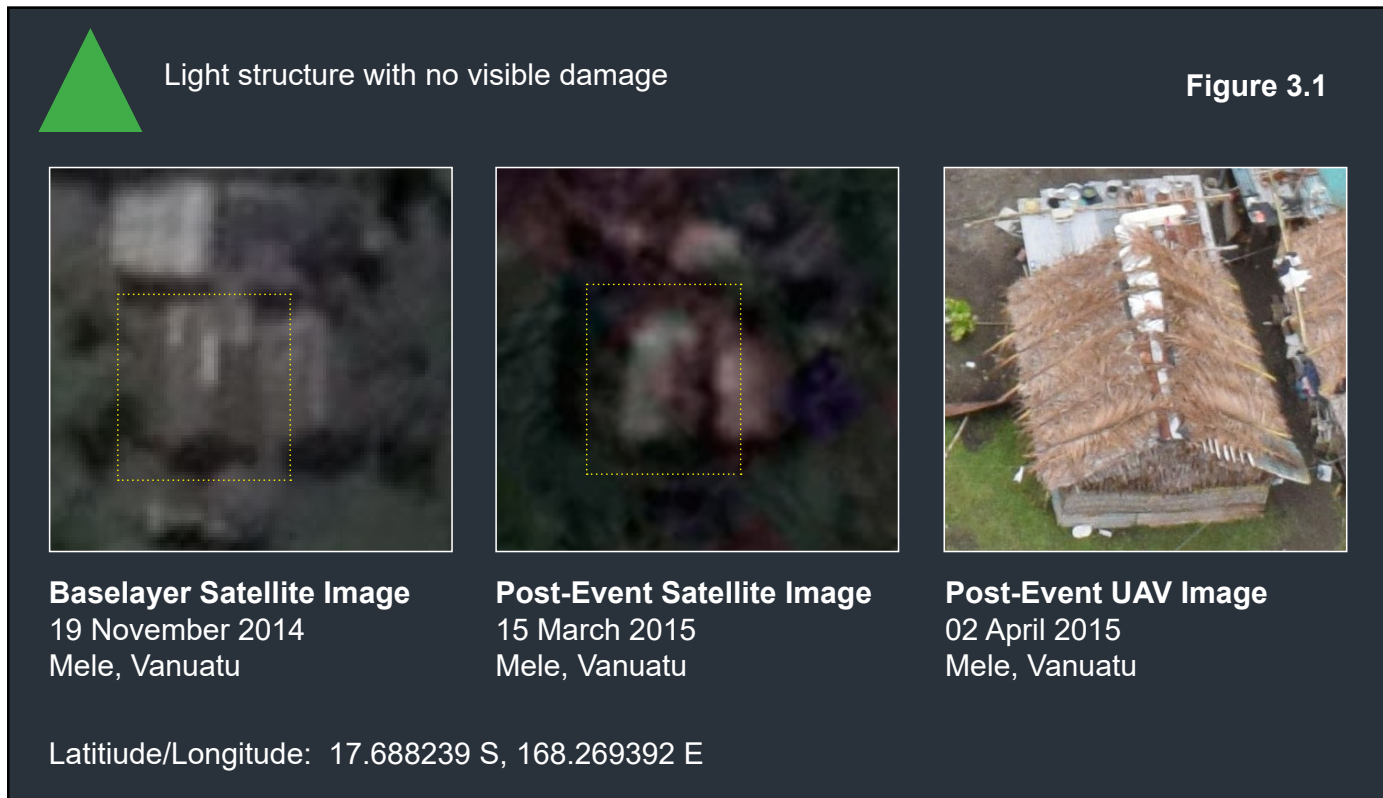 Light structure with no visible damage
Figure 3.1
Baselayer Satellite Image
19 November 2014
Mele, Vanuatu
Post-Event Satellite Image
15 March 2015
Mele, Vanuatu
Post-Event UAV Image
02 April 2015
Mele, Vanuatu
Latitiude/Longitude: 17.688239 S, 168.269392 E